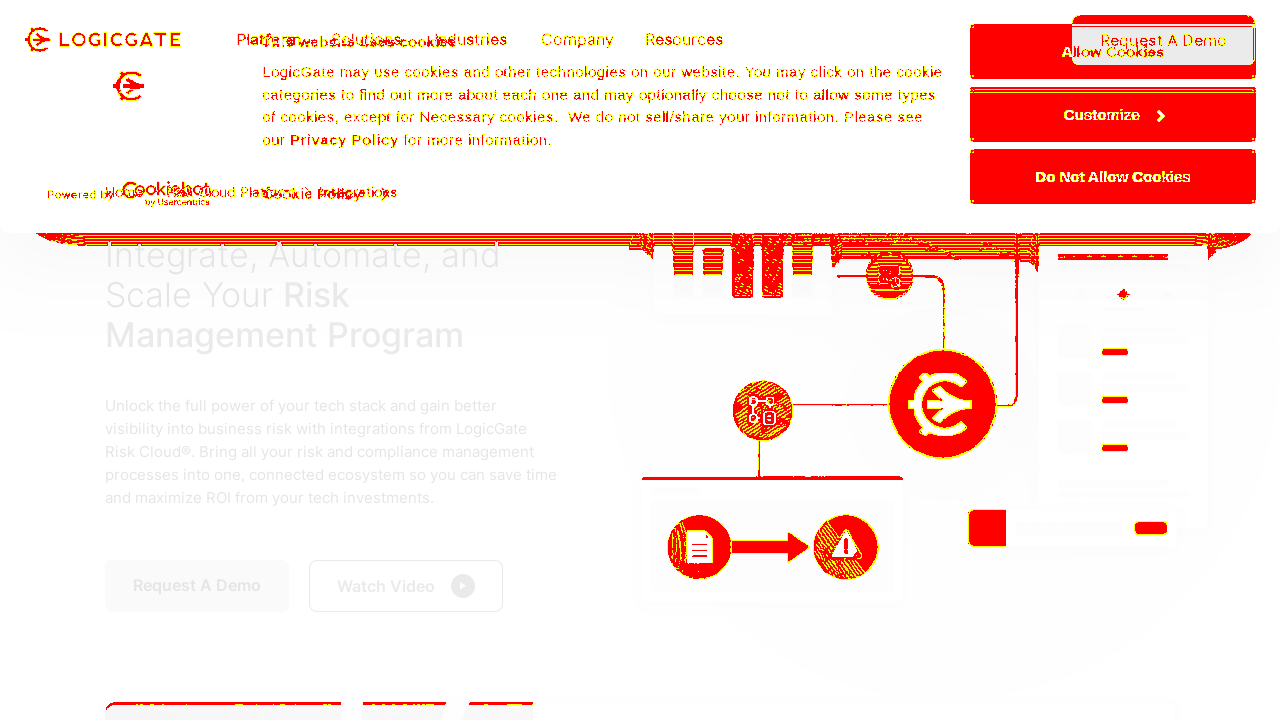 LOGICGATE
Platform Solutions Industries Company Resources
Request A Demo
This website uses cookies
Allow Cookies
LogicGate may use cookies and other technologies on our website. You may click on the cookie
categories to find out more about each one and may optionally choose not to allow some types
of cookies, except for Necessary cookies. We do not sell/share your information. Please see
our Privacy Policy for more information.
Customize
Do Not Allow Cookies
Powered by Cookiebot
by Usercentrics
Home Risk Cloud Platform Integrations
Cookie Policy
Integrate, Automate, and
Scale Your Risk
Management Program
Unlock the full power of your tech stack and gain better
visibility into business risk with integrations from LogicGate
Risk Cloud®. Bring all your risk and compliance management
processes into one, connected ecosystem so you can save time
and maximize ROI from your tech investments.
Request A Demo
Watch Video